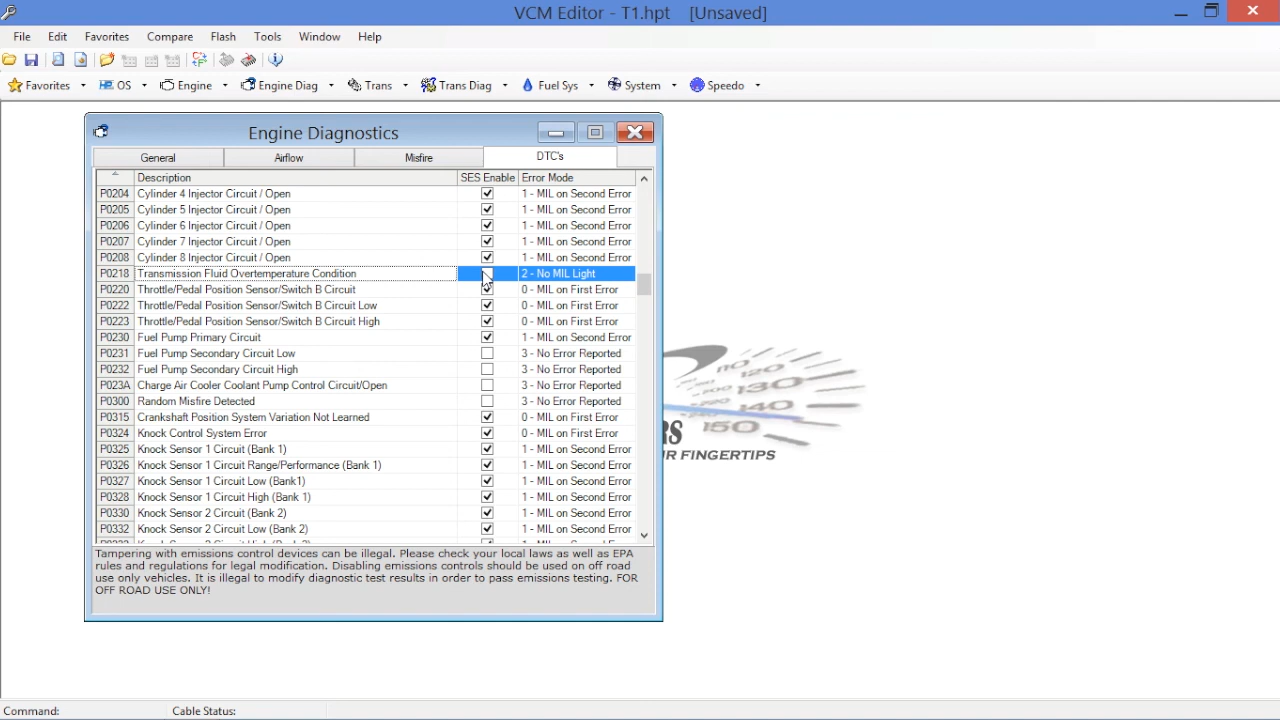 VCM Editor - T1.hpt [Unsaved]
File Edit Favorites Compare Flash Tools Window Help
Favorites OS Engine Engine Diag Trans Trans Diag Fuel Sys System Speedo
Engine Diagnostics
General Airflow Misfire DTC's
Description SES Enable Error Mode
P0204 Cylinder 4 Injector Circuit / Open 1 - MIL on Second Error
P0205 Cylinder 5 Injector Circuit / Open 1 - MIL on Second Error
P0206 Cylinder 6 Injector Circuit / Open 1 - MIL on Second Error
P0207 Cylinder 7 Injector Circuit / Open 1 - MIL on Second Error
P0208 Cylinder 8 Injector Circuit / Open 1 - MIL on Second Error
P0218 Transmission Fluid Overtemperature Condition 2 - No MIL Light
P0220 Throttle/Pedal Position Sensor/Switch B Circuit 0 - MIL on First Error
P0222 Throttle/Pedal Position Sensor/Switch B Circuit Low 0 - MIL on First Error
P0223 Throttle/Pedal Position Sensor/Switch B Circuit High 0 - MIL on First Error
P0230 Fuel Pump Primary Circuit 1 - MIL on Second Error
P0231 Fuel Pump Secondary Circuit Low 3 - No Error Reported
P0232 Fuel Pump Secondary Circuit High 3 - No Error Reported
P023A Charge Air Cooler Coolant Pump Control Circuit/Open 3 - No Error Reported
P0300 Random Misfire Detected 3 - No Error Reported
P0315 Crankshaft Position System Variation Not Learned 0 - MIL on First Error
P0324 Knock Control System Error 0 - MIL on First Error
P0325 Knock Sensor 1 Circuit (Bank 1) 1 - MIL on Second Error
P0326 Knock Sensor 1 Circuit Range/Performance (Bank 1) 1 - MIL on Second Error
P0327 Knock Sensor 1 Circuit Low (Bank1) 1 - MIL on Second Error
P0328 Knock Sensor 1 Circuit High (Bank 1) 1 - MIL on Second Error
P0330 Knock Sensor 2 Circuit (Bank 2) 1 - MIL on Second Error
P0332 Knock Sensor 2 Circuit Low (Bank 2) 1 - MIL on Second Error
Tampering with emissions control devices can be illegal. Please check your local laws as well as EPA
rules and regulations for legal modification. Disabling emissions controls should be used on off road
use only vehicles. It is illegal to modify diagnostic test results in order to pass emissions testing. FOR
OFF ROAD USE ONLY!
110
120
130
140
150
RS
UR FINGERTIPS
Command: Cable Status: